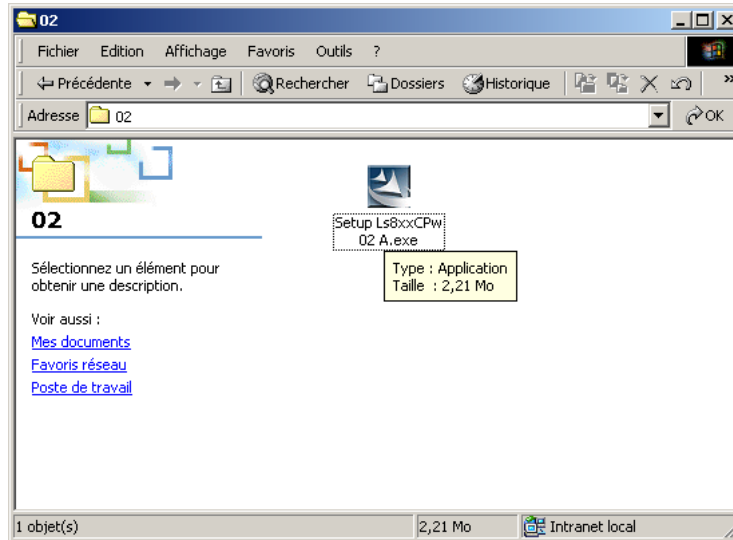 02
Fichier Edition Affichage Favoris Outils ?
Précédente Rechercher Dossiers Historique »
Adresse 02 OK
02
Setup Ls8xxCPw
02 A.exe
Type : Application
Taille : 2,21 Mo
Sélectionnez un élément pour
obtenir une description.
Voir aussi :
Mes documents
Favoris réseau
Poste de travail
1 objet(s) 2,21 Mo Intranet local